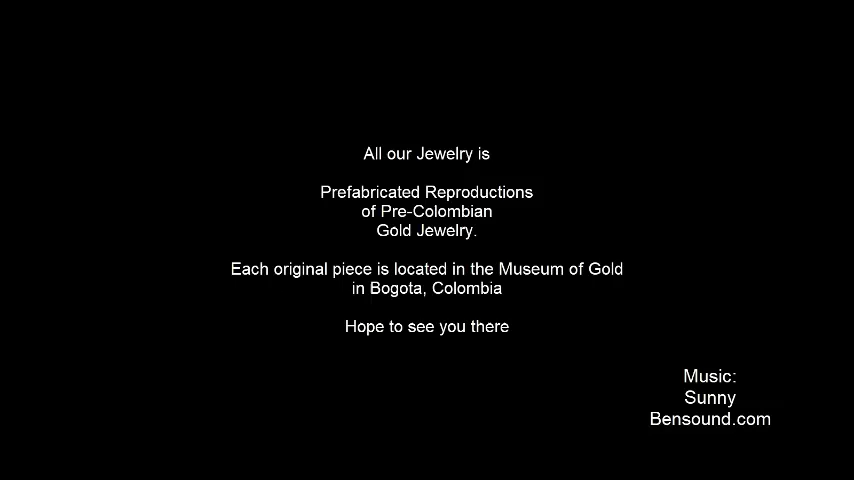 All our Jewelry is
Prefabricated Reproductions
of Pre-Colombian
Gold Jewelry.
Each original piece is located in the Museum of Gold
in Bogota, Colombia
Hope to see you there
Music:
Sunny
Bensound.com